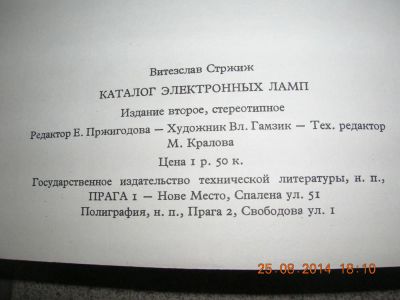 Витезслав Стржиж
КАТАЛОГ ЭЛЕКТРОННЫХ ЛАМП
Издание второе, стереотипное
Редактор Е. Пржигодова — Художник Вл. Гамзик — Тех. редактор
М. Кралова
Цена 1 р. 50 к.
Государственное издательство технической литературы, н. п.,
ПРАГА 1 — Нове Место, Спалена ул. 51
Полиграфия, н. п., Прага 2, Свободова ул. 1
25.08.2014 18:10